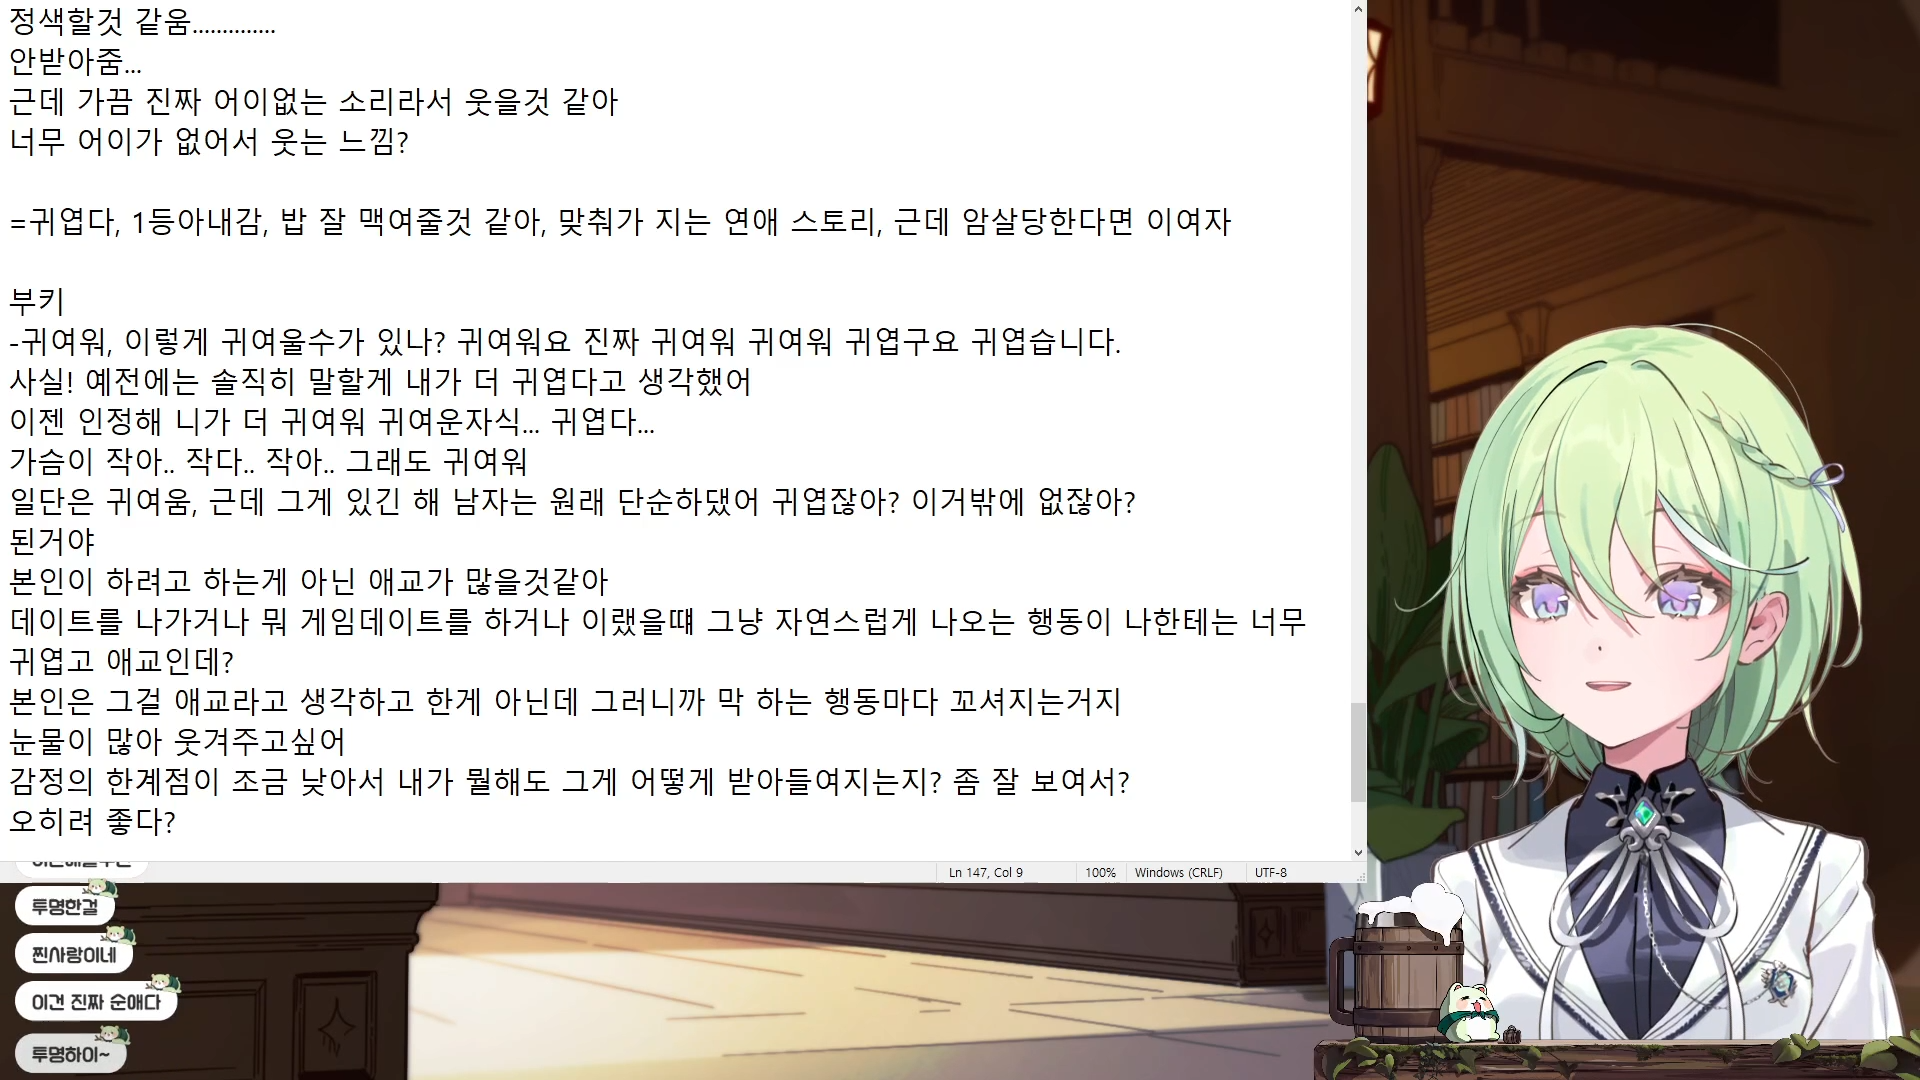 정색할것 같움..............
안받아줌...
근데 가끔 진짜 어이없는 소리라서 웃을것 같아
너무 어이가 없어서 웃는 느낌?
=귀엽다, 1등아내감, 밥 잘 맥여줄것 같아, 맞춰가 지는 연애 스토리, 근데 암살당한다면 이여자
부키
-귀여워, 이렇게 귀여울수가 있나? 귀여워요 진짜 귀여워 귀여워 귀엽구요 귀엽습니다.
사실! 예전에는 솔직히 말할게 내가 더 귀엽다고 생각했어
이젠 인정해 니가 더 귀여워 귀여운자식... 귀엽다...
가슴이 작아.. 작다.. 작아.. 그래도 귀여워
일단은 귀여움, 근데 그게 있긴 해 남자는 원래 단순하댔어 귀엽잖아? 이거밖에 없잖아?
된거야
본인이 하려고 하는게 아닌 애교가 많을것같아
데이트를 나가거나 뭐 게임데이트를 하거나 이랬을떄 그냥 자연스럽게 나오는 행동이 나한테는 너무
귀엽고 애교인데?
본인은 그걸 애교라고 생각하고 한게 아닌데 그러니까 막 하는 행동마다 꼬셔지는거지
눈물이 많아 웃겨주고싶어
감정의 한계점이 조금 낮아서 내가 뭘해도 그게 어떻게 받아들여지는지? 좀 잘 보여서?
오히려 좋다?
Ln 147, Col 9 100% Windows (CRLF) UTF-8
투명한걸
찐사랑이네
이건 진짜 순애다
투명하이~